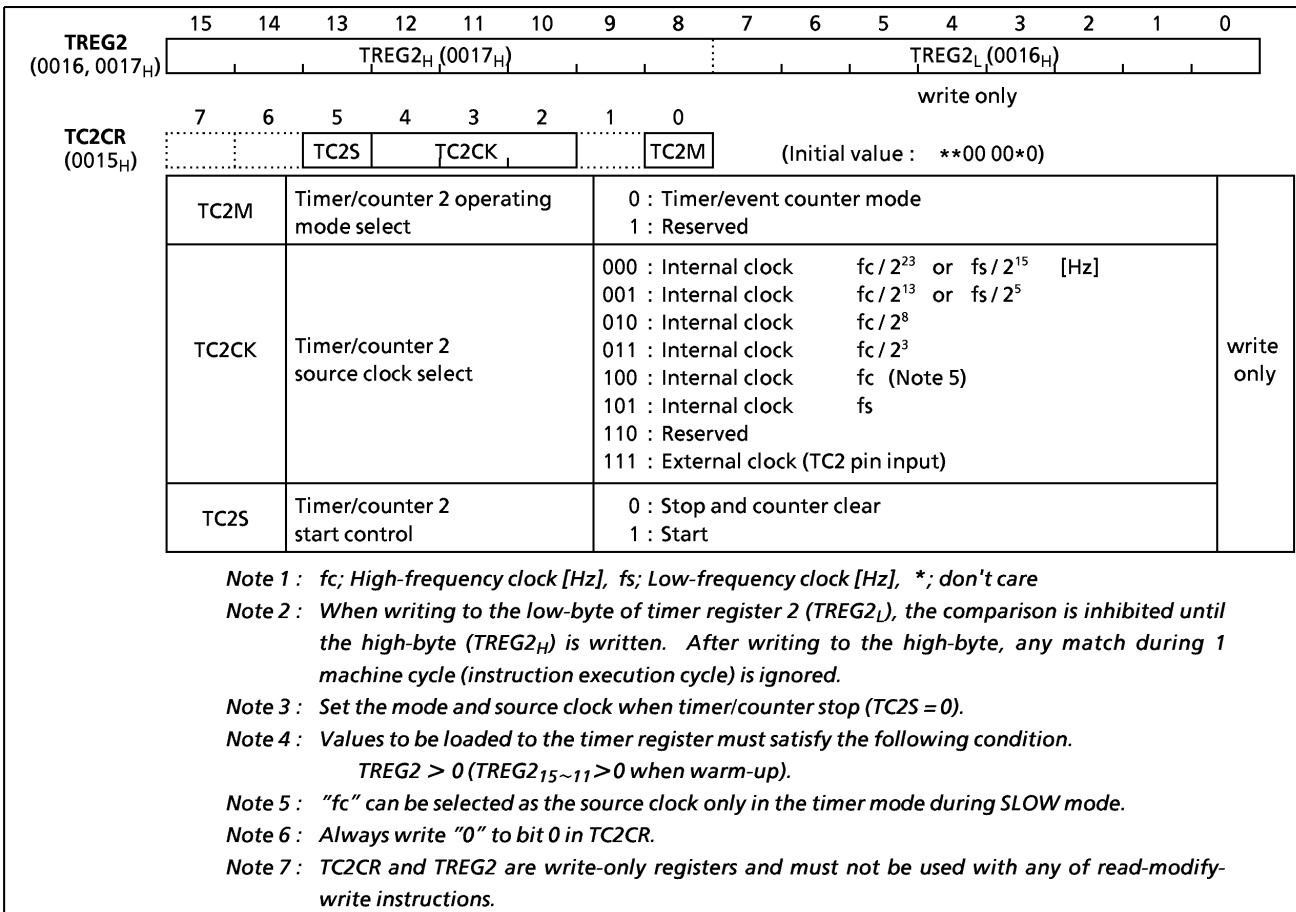 15 14 13 12 11 10 9 8 7 6 5 4 3 2 1 0
TREG2
(0016, 0017H)
TREG2H (0017H) TREG2L (0016H)
write only
7 6 5 4 3 2 1 0
TC2CR
(0015H)
TC2S TC2CK TC2M (Initial value : **00 00*0)
TC2M
Timer/counter 2 operating
mode select
0 : Timer/event counter mode
1 : Reserved
TC2CK
Timer/counter 2
source clock select
000 : Internal clock fc / 2²³ or fs / 2¹⁵ [Hz]
001 : Internal clock fc / 2¹³ or fs / 2⁵
010 : Internal clock fc / 2⁸
011 : Internal clock fc / 2³
100 : Internal clock fc (Note 5)
101 : Internal clock fs
110 : Reserved
111 : External clock (TC2 pin input)
write
only
TC2S
Timer/counter 2
start control
0 : Stop and counter clear
1 : Start
Note 1 : fc; High-frequency clock [Hz], fs; Low-frequency clock [Hz], *; don't care
Note 2 : When writing to the low-byte of timer register 2 (TREG2L), the comparison is inhibited until
the high-byte (TREG2H) is written. After writing to the high-byte, any match during 1
machine cycle (instruction execution cycle) is ignored.
Note 3 : Set the mode and source clock when timer/counter stop (TC2S = 0).
Note 4 : Values to be loaded to the timer register must satisfy the following condition.
TREG2 > 0 (TREG215~11 > 0 when warm-up).
Note 5 : "fc" can be selected as the source clock only in the timer mode during SLOW mode.
Note 6 : Always write "0" to bit 0 in TC2CR.
Note 7 : TC2CR and TREG2 are write-only registers and must not be used with any of read-modify-
write instructions.